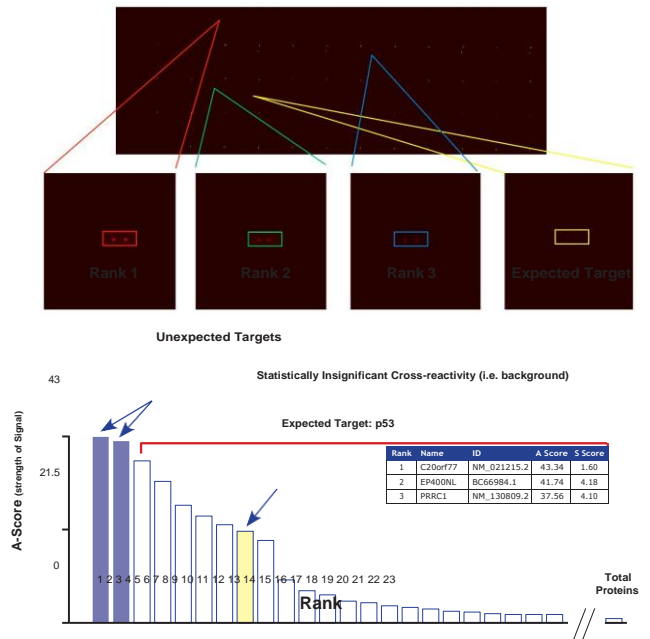 Rank 1
Rank 2
Rank 3
Expected Target
Unexpected Targets
Statistically Insignificant Cross-reactivity (i.e. background)
Expected Target: p53
43
21.5
0
A-Score (strength of Signal)
Rank Name ID A Score S Score
1 C20orf77 NM_021215.2 43.34 1.60
2 EP400NL BC66984.1 41.74 4.18
3 PRRC1 NM_130809.2 37.56 4.10
1 2 3 4 5 6 7 8 9 10 11 12 13 14 15 16 17 18 19 20 21 22 23
Rank
Total
Proteins